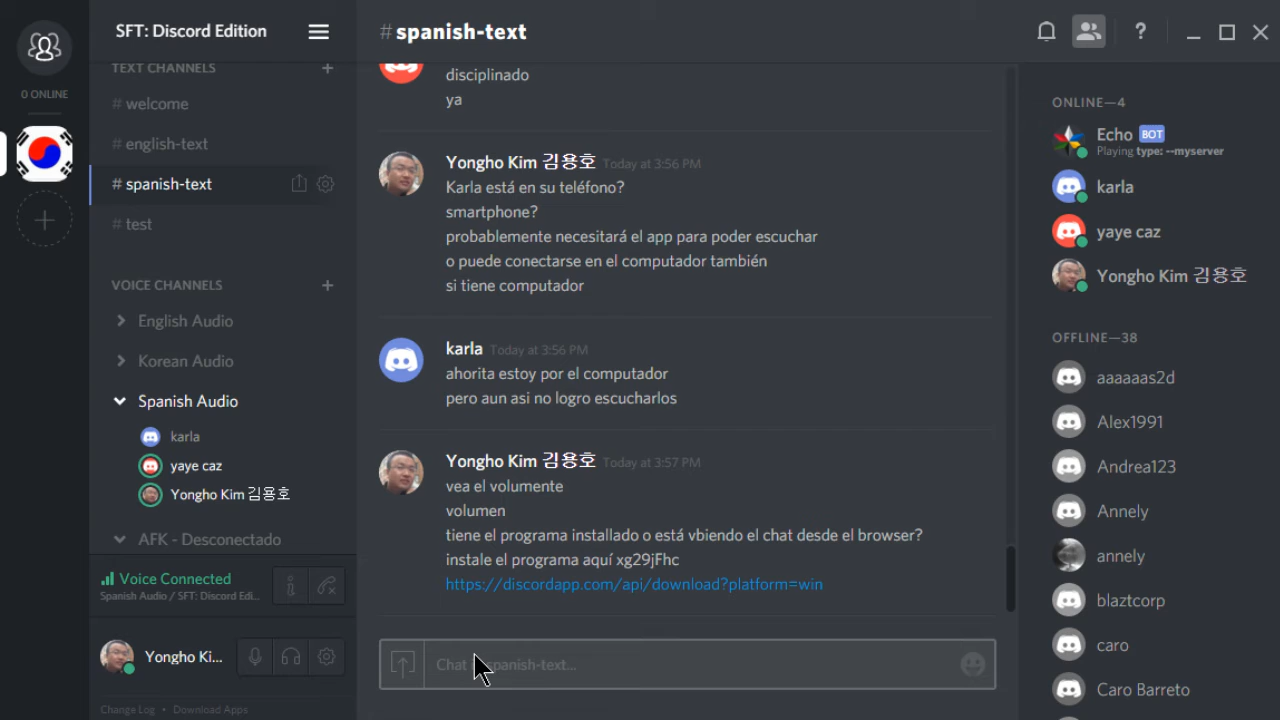 0 ONLINE
SFT: Discord Edition
TEXT CHANNELS
# welcome
# english-text
# spanish-text
# test
VOICE CHANNELS
English Audio
Korean Audio
Spanish Audio
karla
yaye caz
Yongho Kim 김용호
AFK - Desconectado
Voice Connected
Spanish Audio / SFT: Discord Edi...
Yongho Ki...
Change Log • Download Apps
# spanish-text
disciplinado
ya
Yongho Kim 김용호 Today at 3:56 PM
Karla está en su teléfono?
smartphone?
probablemente necesitará el app para poder escuchar
o puede conectarse en el computador también
si tiene computador
karla Today at 3:56 PM
ahorita estoy por el computador
pero aun asi no logro escucharlos
Yongho Kim 김용호 Today at 3:57 PM
vea el volumente
volumen
tiene el programa instalado o está vbiendo el chat desde el browser?
instale el programa aquí xg29jFhc
https://discordapp.com/api/download?platform=win
Chat spanish-text...
ONLINE—4
Echo BOT
Playing type: --myserver
karla
yaye caz
Yongho Kim 김용호
OFFLINE—38
aaaaaas2d
Alex1991
Andrea123
Annely
annely
blaztcorp
caro
Caro Barreto